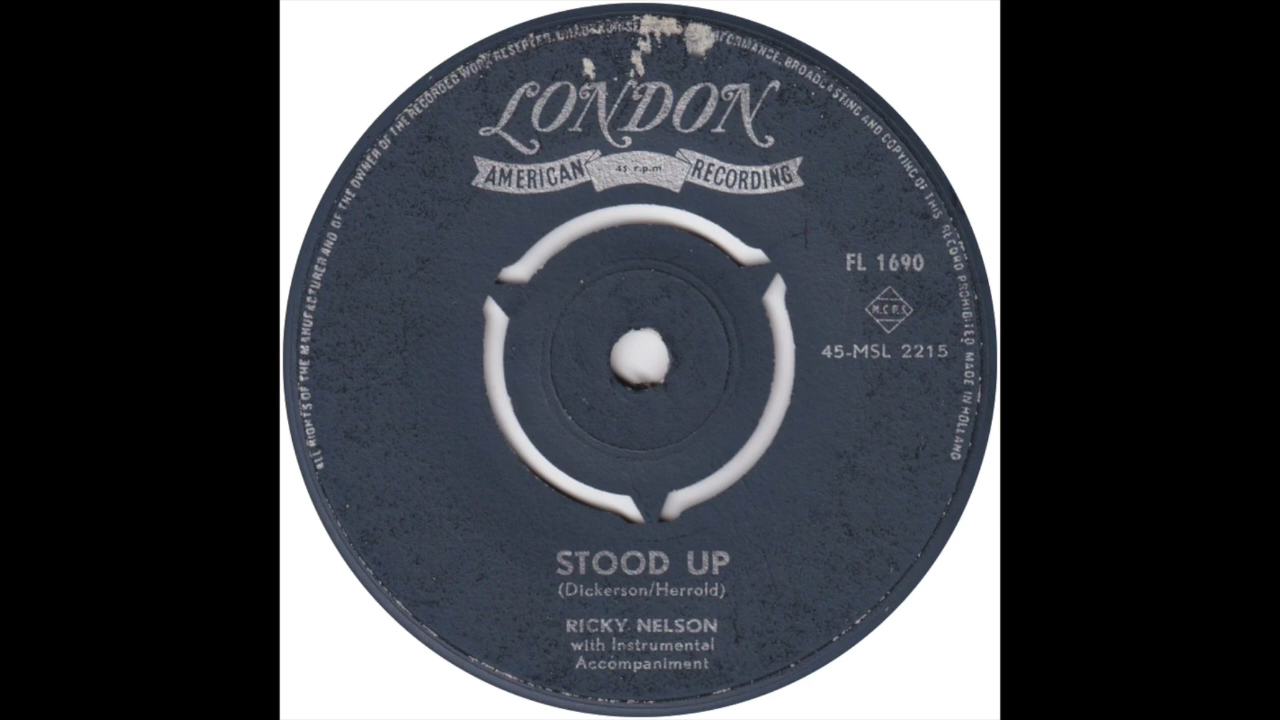 ALL RIGHTS OF THE MANUFACTURER AND OF THE OWNER OF THE RECORDED WORK RESERVED. PERFORMANCE, BROADCASTING AND COPYING OF THIS RECORD PROHIBITED MADE IN HOLLAND
LONDON
AMERICAN 45 r.p.m RECORDING
FL 1690
M.C.P.S
45-MSL 2215
STOOD UP
(Dickerson/Herrold)
RICKY NELSON
with Instrumental
Accompaniment